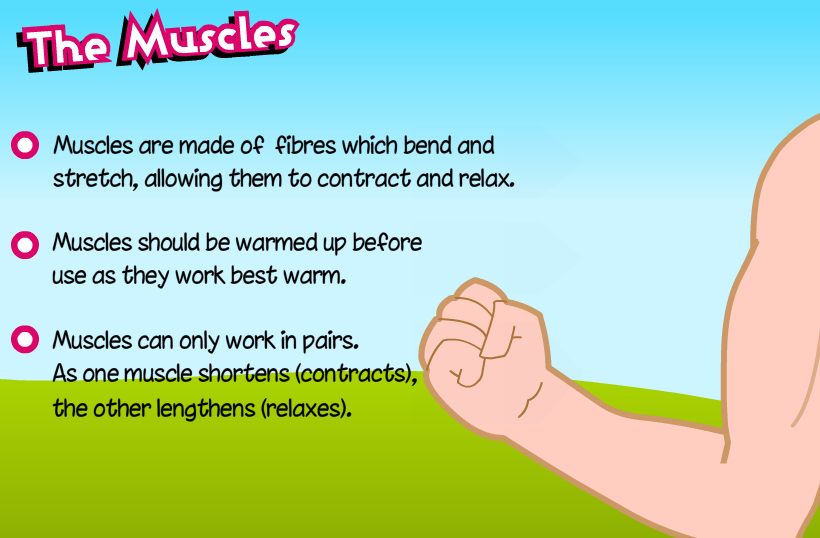 The Muscles
Muscles are made of fibres which bend and
stretch, allowing them to contract and relax.
Muscles should be warmed up before
use as they work best warm.
Muscles can only work in pairs.
As one muscle shortens (contracts),
the other lengthens (relaxes).